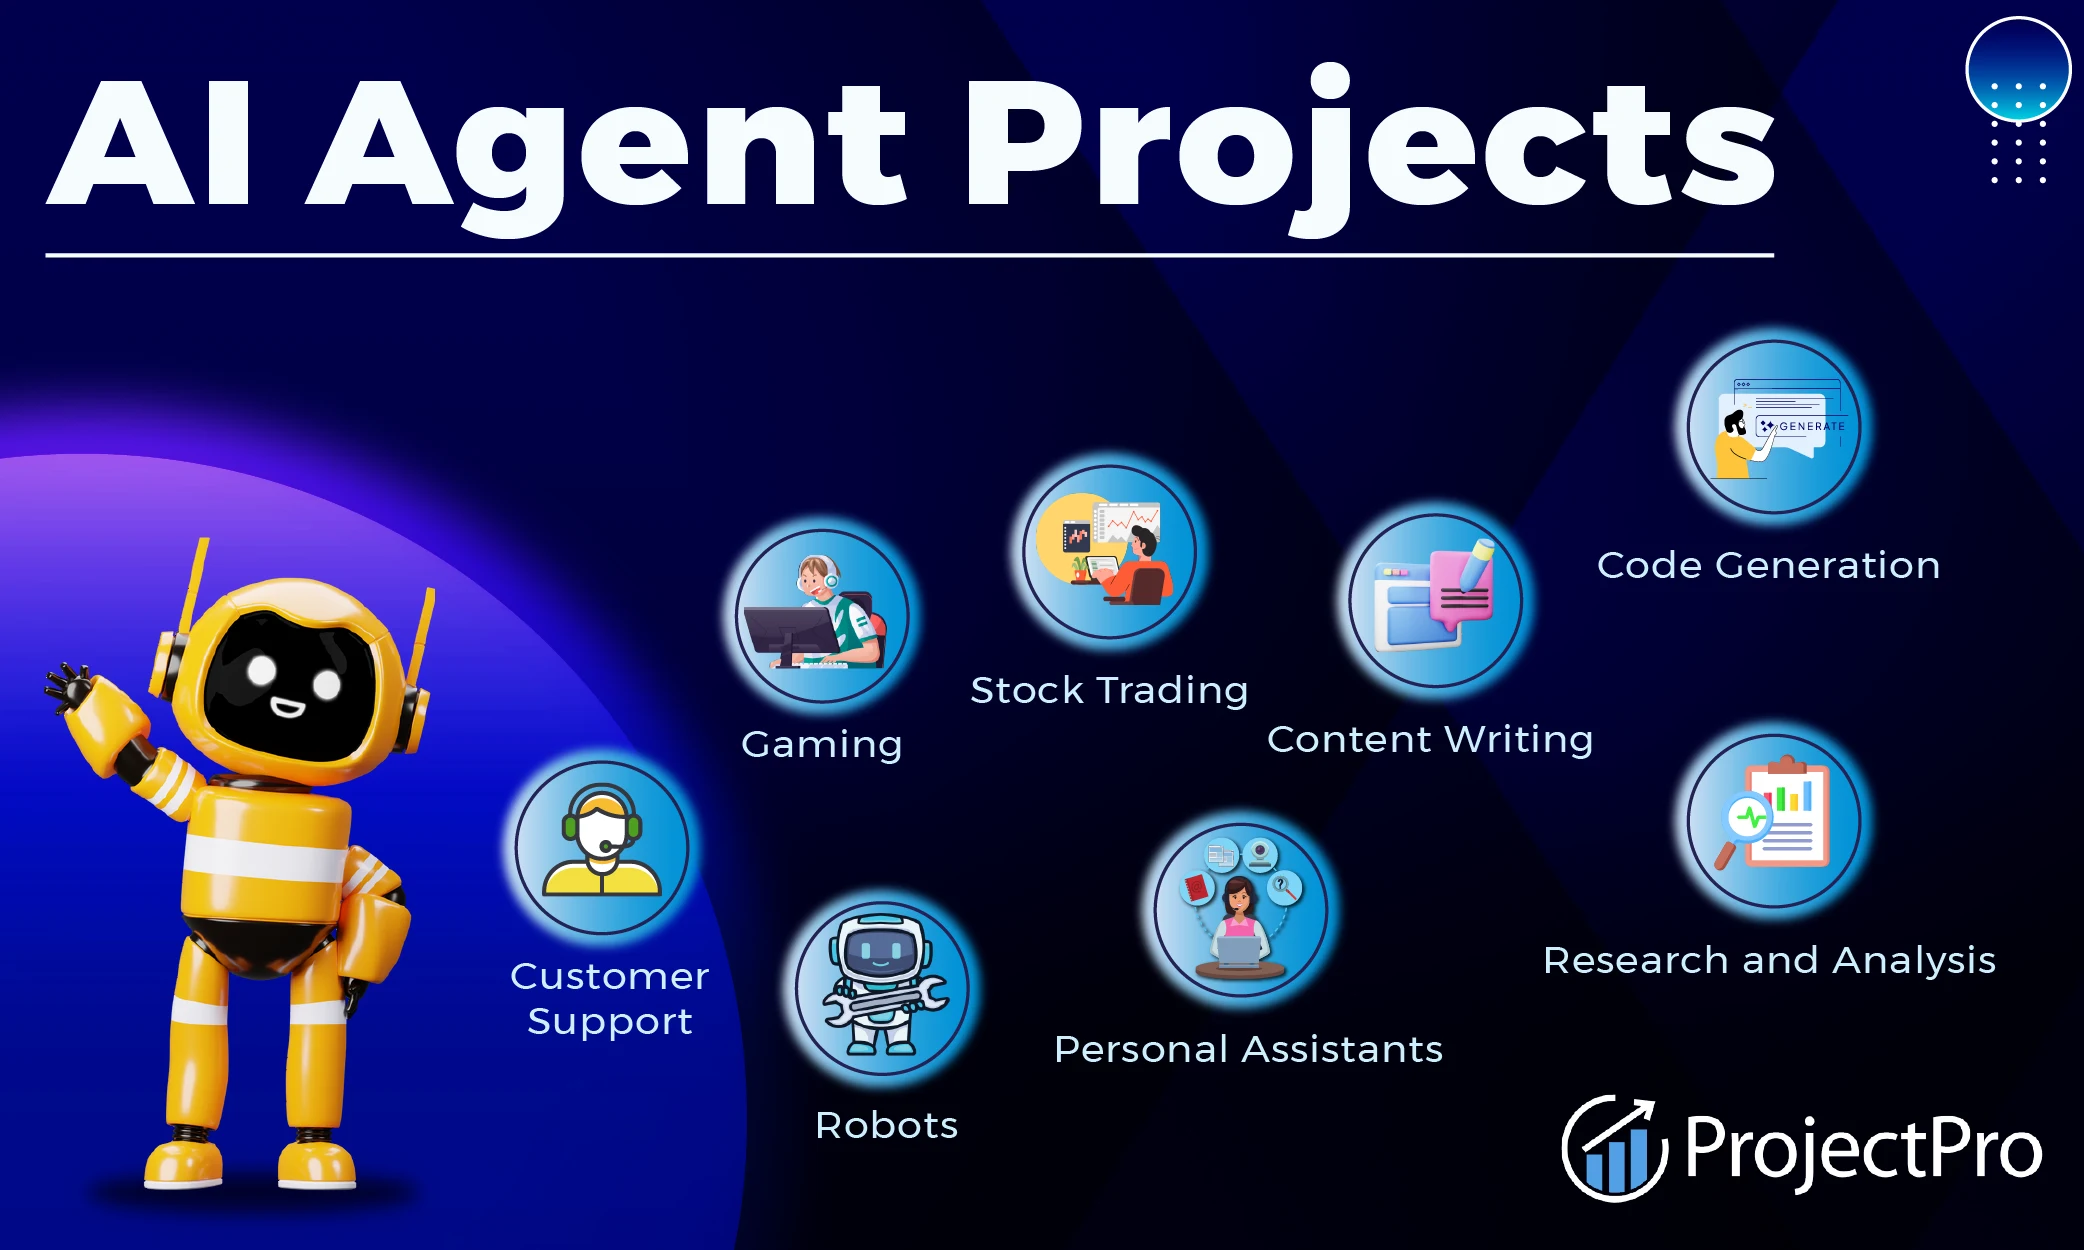 AI Agent Projects
GENERATE
Code Generation
Stock Trading
Gaming
Content Writing
Customer
Support
Research and Analysis
Personal Assistants
Robots
ProjectPro